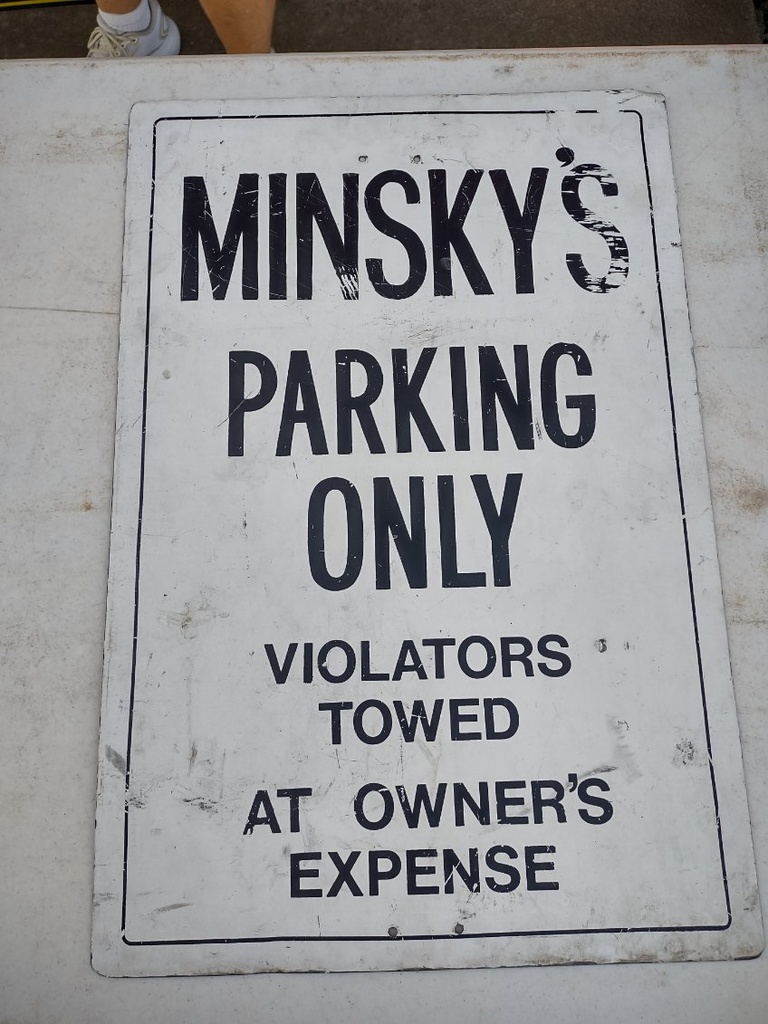 MINSKY'S
PARKING
ONLY
VIOLATORS
TOWED
AT OWNER'S
EXPENSE